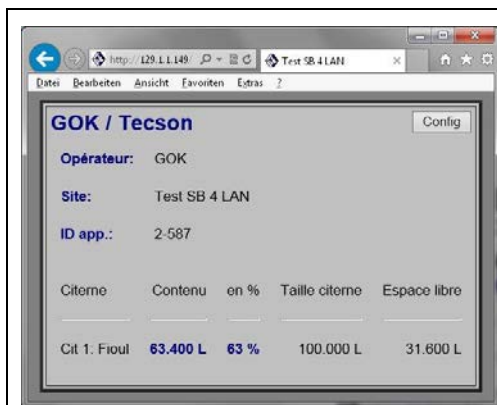 http://129.1.1.149/
Test SB 4 LAN
Datei Bearbeiten Ansicht Favoriten Extras ?
GOK / Tecson
Config
Opérateur: GOK
Site: Test SB 4 LAN
ID app.: 2-587
Citerne Contenu en % Taille citerne Espace libre
Cit 1: Fioul 63.400 L 63 % 100.000 L 31.600 L